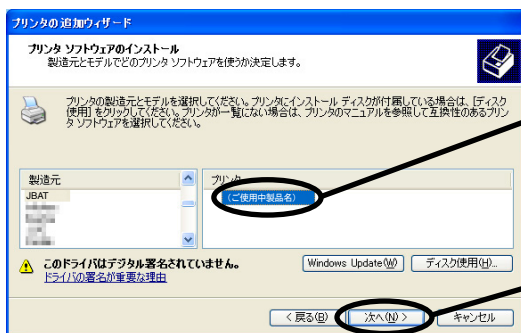 プリンタの追加ウィザード
プリンタ ソフトウェアのインストール
製造元とモデルでどのプリンタ ソフトウェアを使うか決定します。
プリンタの製造元とモデルを選択してください。プリンタにインストール ディスクが付属している場合は、[ディスク
使用] をクリックしてください。プリンタが一覧にない場合は、プリンタのマニュアルを参照して互換性のあるプリン
タ ソフトウェアを選択してください。
製造元
プリンタ
JBAT
(ご使用中製品名)
このドライバはデジタル署名されていません。
ドライバの署名が重要な理由
Windows Update(W)
ディスク使用(H)...
< 戻る(B)
次へ(N) >
キャンセル